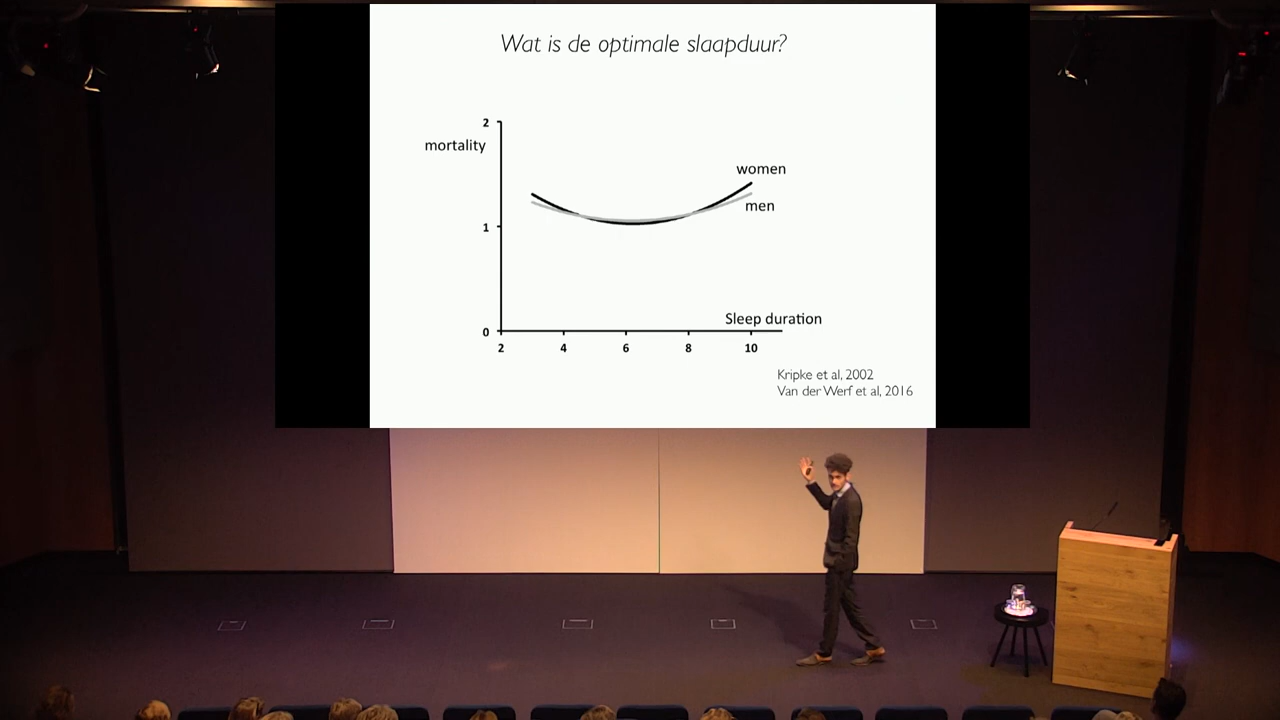 Wat is de optimale slaapduur?
2
mortality
women
men
1
Sleep duration
0
2 4 6 8 10
Kripke et al, 2002
Van der Werf et al, 2016